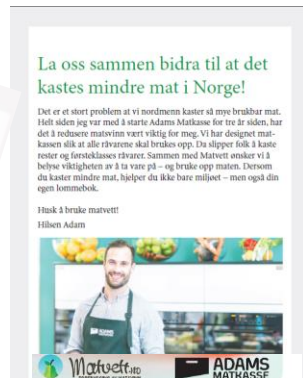 La oss sammen bidra til at det
kastes mindre mat i Norge!
Det er et stort problem at vi nordmenn kaster så mye brukbar mat.
Helt siden jeg var med å starte Adams Matkasse for tre år siden, har
det å redusere matsvinn vært viktig for meg. Vi har designet mat-
kassen slik at alle råvarene skal brukes opp. Da slipper folk å kaste
rester og førsteklasses råvarer. Sammen med Matvett ønsker vi å
belyse viktigheten av å ta vare på – og bruke opp maten. Dersom
du kaster mindre mat, hjelper du ikke bare miljøet – men også din
egen lommebok.
Husk å bruke matvett!
Hilsen Adam
ADAMS
MATKASSE
Matvett.no
ADAMS
MATKASSE